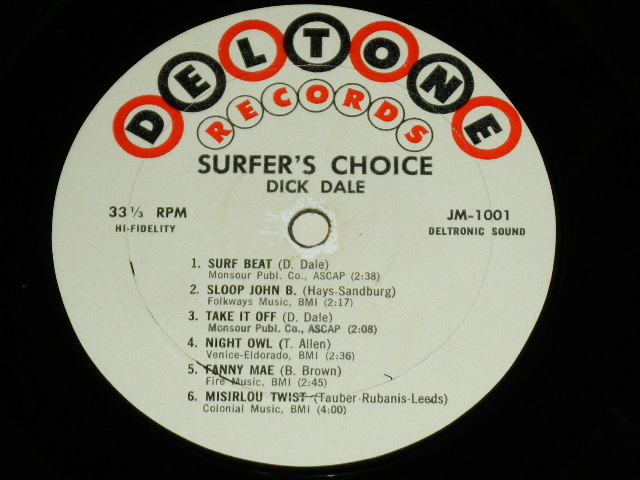 DELTONE
RECORDS
SURFER'S CHOICE
DICK DALE
33⅓ RPM
HI-FIDELITY
JM-1001
DELTRONIC SOUND
1. SURF BEAT (D. Dale)
Monsour Publ. Co., ASCAP (2:38)
2. SLOOP JOHN B. (Hays-Sandburg)
Folkways Music, BMI (2:17)
3. TAKE IT OFF (D. Dale)
Monsour Publ. Co., ASCAP (2:08)
4. NIGHT OWL (T. Allen)
Venice-Eldorado, BMI (2:36)
5. FANNY MAE (B. Brown)
Fire Music, BMI (2:45)
6. MISIRLOU TWIST (Tauber-Rubanis-Leeds)
Colonial Music, BMI (4:00)